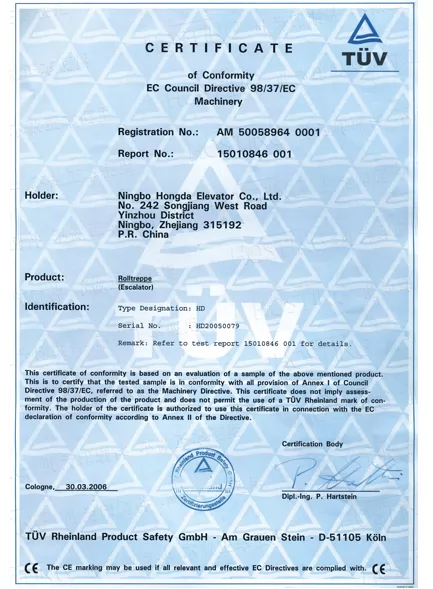 CERTIFICATE
TÜV
of Conformity
EC Council Directive 98/37/EC
Machinery
Registration No.: AM 50058964 0001
Report No.: 15010846 001
Holder: Ningbo Hongda Elevator Co., Ltd.
No. 242 Songjiang West Road
Yinzhou District
Ningbo, Zhejiang 315192
P.R. China
Product: Rolltreppe
(Escalator)
Identification: Type Designation: HD
Serial No. : HD20050079
Remark: Refer to test report 15010846 001 for details.
TÜV
This certificate of conformity is based on an evaluation of a sample of the above mentioned product.
This is to certify that the tested sample is in conformity with all provision of Annex I of Council
Directive 98/37/EC, referred to as the Machinery Directive. This certificate does not imply assess-
ment of the production of the product and does not permit the use of a TÜV Rheinland mark of con-
formity. The holder of the certificate is authorized to use this certificate in connection with the EC
declaration of conformity according to Annex II of the Directive.
Certification Body
Rheinland Product Safety
Zertifizierungsstelle
Cologne, 30.03.2006
Dipl.-Ing. P. Hartstein
TÜV Rheinland Product Safety GmbH - Am Grauen Stein - D-51105 Köln
CE The CE marking may be used if all relevant and effective EC Directives are complied with. CE